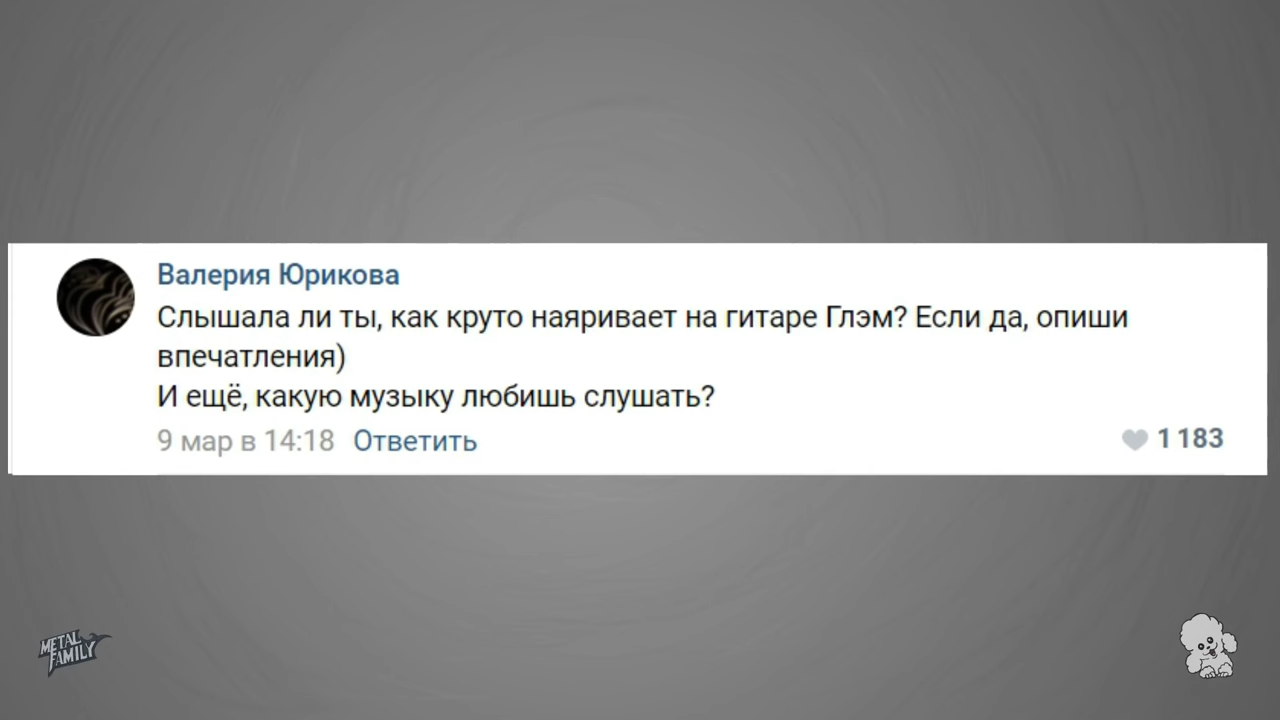 Валерия Юрикова
Слышала ли ты, как круто наяривает на гитаре Глэм? Если да, опиши
впечатления)
И ещё, какую музыку любишь слушать?
9 мар в 14:18 Ответить 1 183
METAL
FAMILY